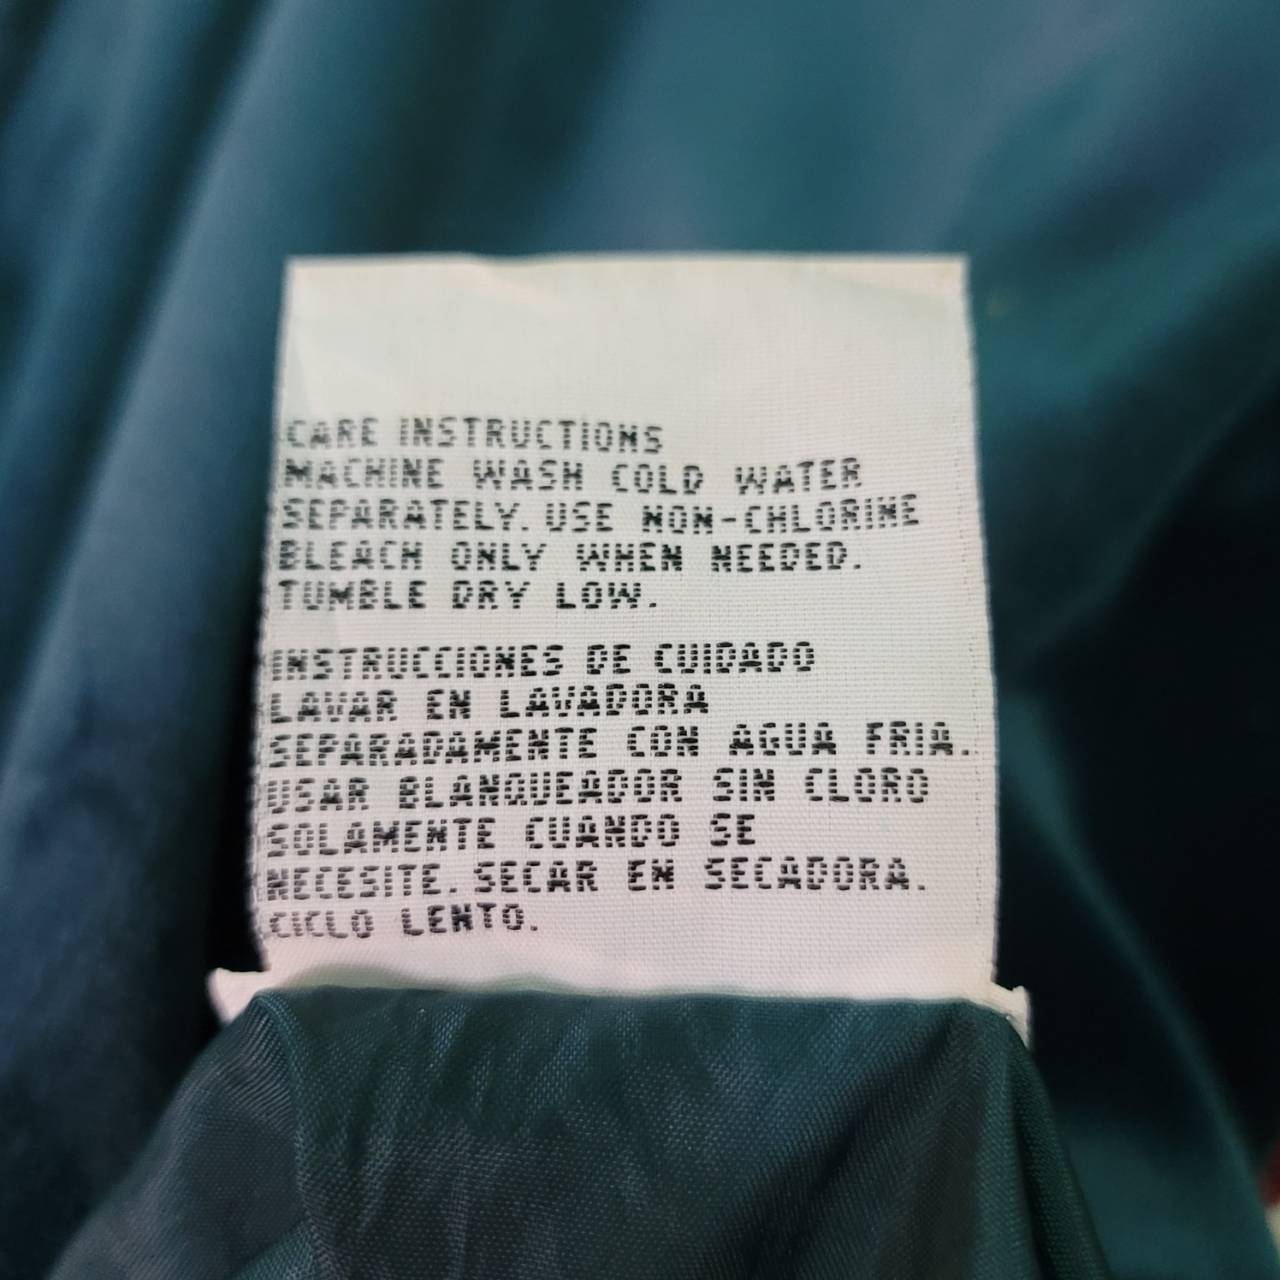 CARE INSTRUCTIONS
MACHINE WASH COLD WATER
SEPARATELY. USE NON-CHLORINE
BLEACH ONLY WHEN NEEDED.
TUMBLE DRY LOW.
INSTRUCCIONES DE CUIDADO
LAVAR EN LAVADORA
SEPARADAMENTE CON AGUA FRIA.
USAR BLANQUEADOR SIN CLORO
SOLAMENTE CUANDO SE
NECESITE. SECAR EN SECADORA.
CICLO LENTO.